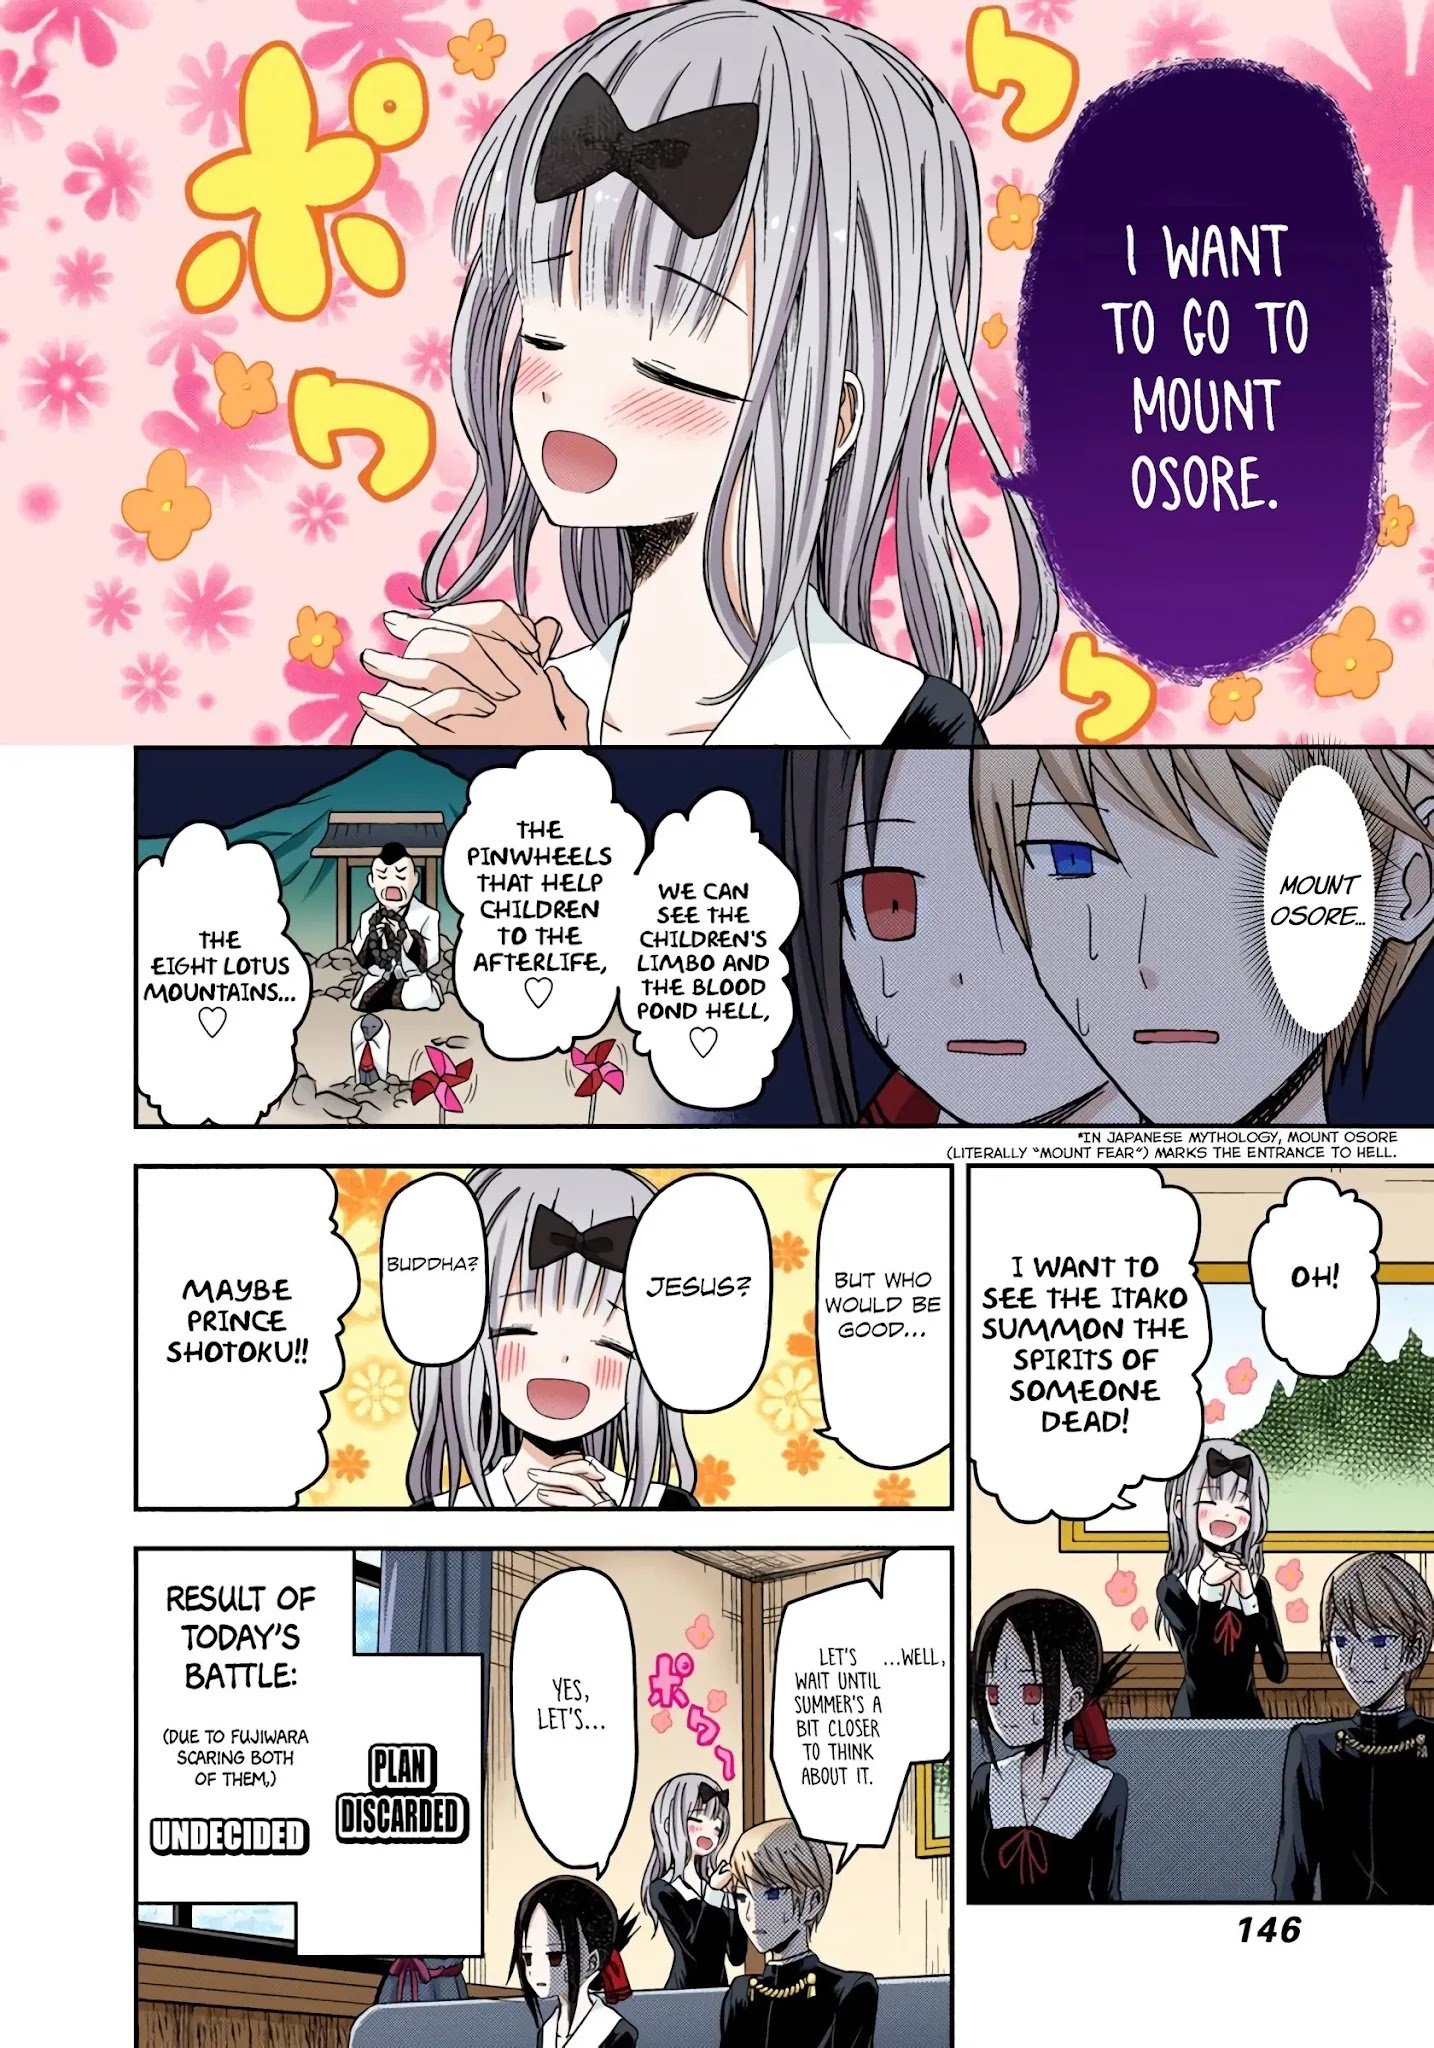 I WANT
TO GO TO
MOUNT
OSORE.
ポ
ク
ク
ク
MOUNT
OSORE...
WE CAN
SEE THE
CHILDREN'S
LIMBO AND
THE BLOOD
POND HELL,
♡
THE
PINWHEELS
THAT HELP
CHILDREN
TO THE
AFTERLIFE,
♡
THE
EIGHT LOTUS
MOUNTAINS...
♡
*IN JAPANESE MYTHOLOGY, MOUNT OSORE
(LITERALLY "MOUNT FEAR") MARKS THE ENTRANCE TO HELL.
OH!
I WANT TO
SEE THE ITAKO
SUMMON THE
SPIRITS OF
SOMEONE
DEAD!
BUT WHO
WOULD BE
GOOD...
JESUS?
BUDDHA?
MAYBE
PRINCE
SHOTOKU!!
...WELL,
LET'S
WAIT UNTIL
SUMMER'S A
BIT CLOSER
TO THINK
ABOUT IT.
ポワワ
YES,
LET'S...
PLAN
DISCARDED
RESULT OF
TODAY'S
BATTLE:
(DUE TO FUJIWARA
SCARING BOTH
OF THEM,)
UNDECIDED
146